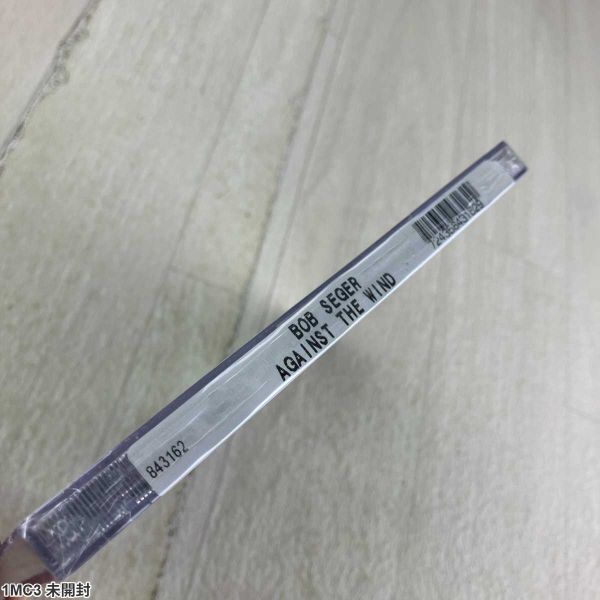 BOB SEGER
AGAINST THE WIND
843162
1MC3 未開封